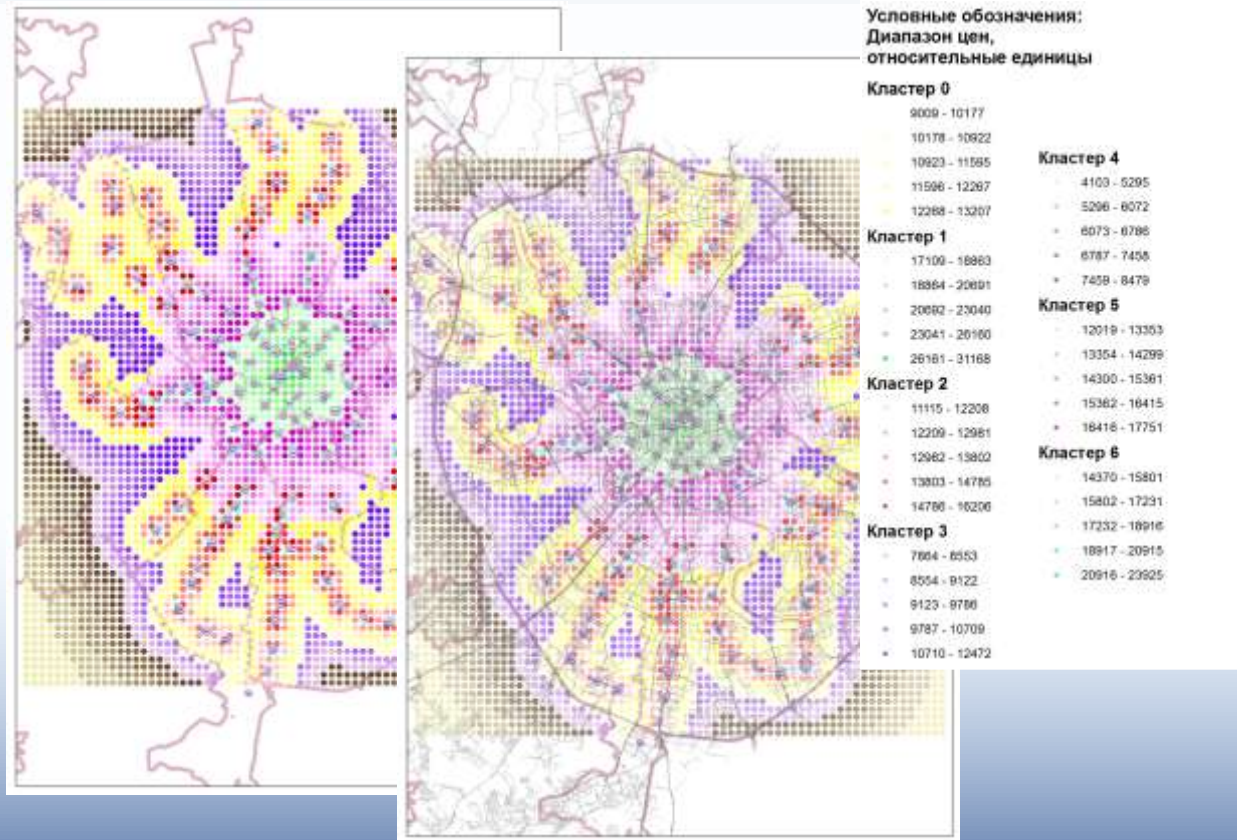 Условные обозначения:
Диапазон цен,
относительные единицы
Кластер 0
9009 - 10177
10178 - 10922
10923 - 11595
11596 - 12267
12268 - 13207
Кластер 1
17109 - 18863
18864 - 20691
20692 - 23040
23041 - 26160
26161 - 31168
Кластер 2
11115 - 12208
12209 - 12981
12982 - 13802
13803 - 14785
14786 - 16206
Кластер 3
7864 - 8553
8554 - 9122
9123 - 9786
9787 - 10709
10710 - 12472
Кластер 4
4103 - 5295
5296 - 6072
6073 - 6786
6787 - 7458
7459 - 8479
Кластер 5
12019 - 13353
13354 - 14299
14300 - 15361
15362 - 16415
16416 - 17751
Кластер 6
14370 - 15801
15802 - 17231
17232 - 18916
18917 - 20915
20916 - 23925